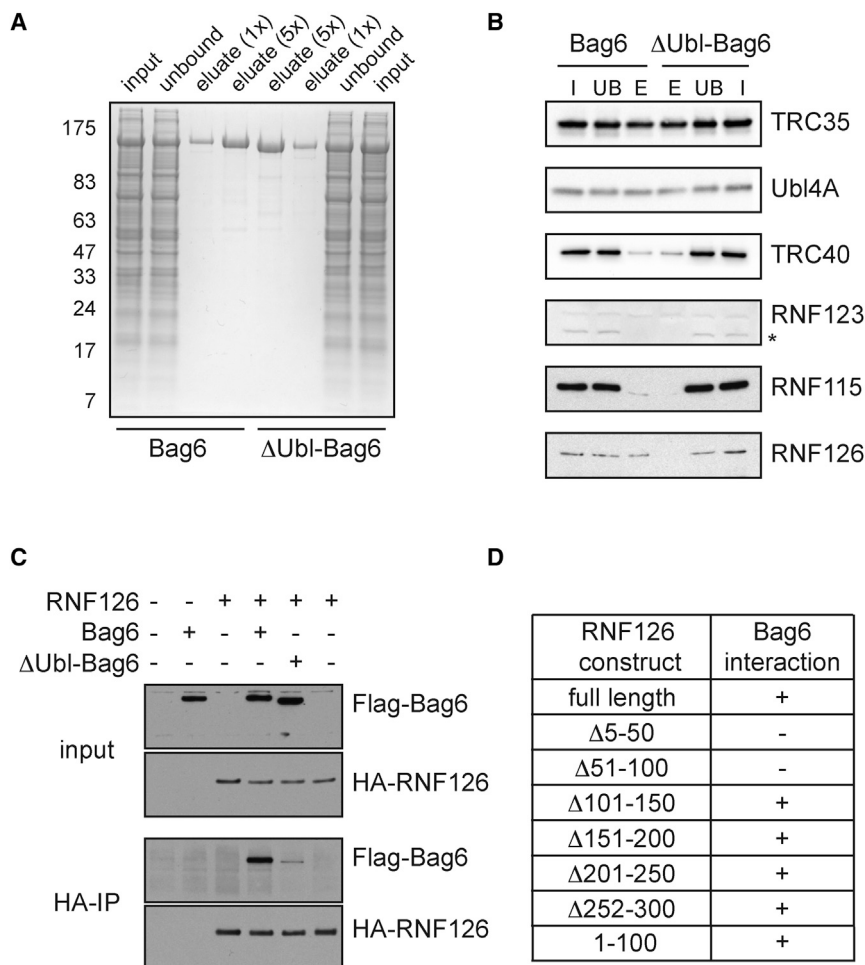 A
input unbound eluate (1x) eluate (5x) eluate (5x) eluate (1x) unbound input
175
83
63
47
33
24
17
7
Bag6 ΔUbl-Bag6
B
Bag6 ΔUbl-Bag6
I UB E E UB I
TRC35
Ubl4A
TRC40
RNF123
*
RNF115
RNF126
C
RNF126 - - + + + +
Bag6 - + - + - -
ΔUbl-Bag6 - - - - + -
input
Flag-Bag6
HA-RNF126
HA-IP
Flag-Bag6
HA-RNF126
D
RNF126 construct Bag6 interaction
full length +
Δ5-50 -
Δ51-100 -
Δ101-150 +
Δ151-200 +
Δ201-250 +
Δ252-300 +
1-100 +